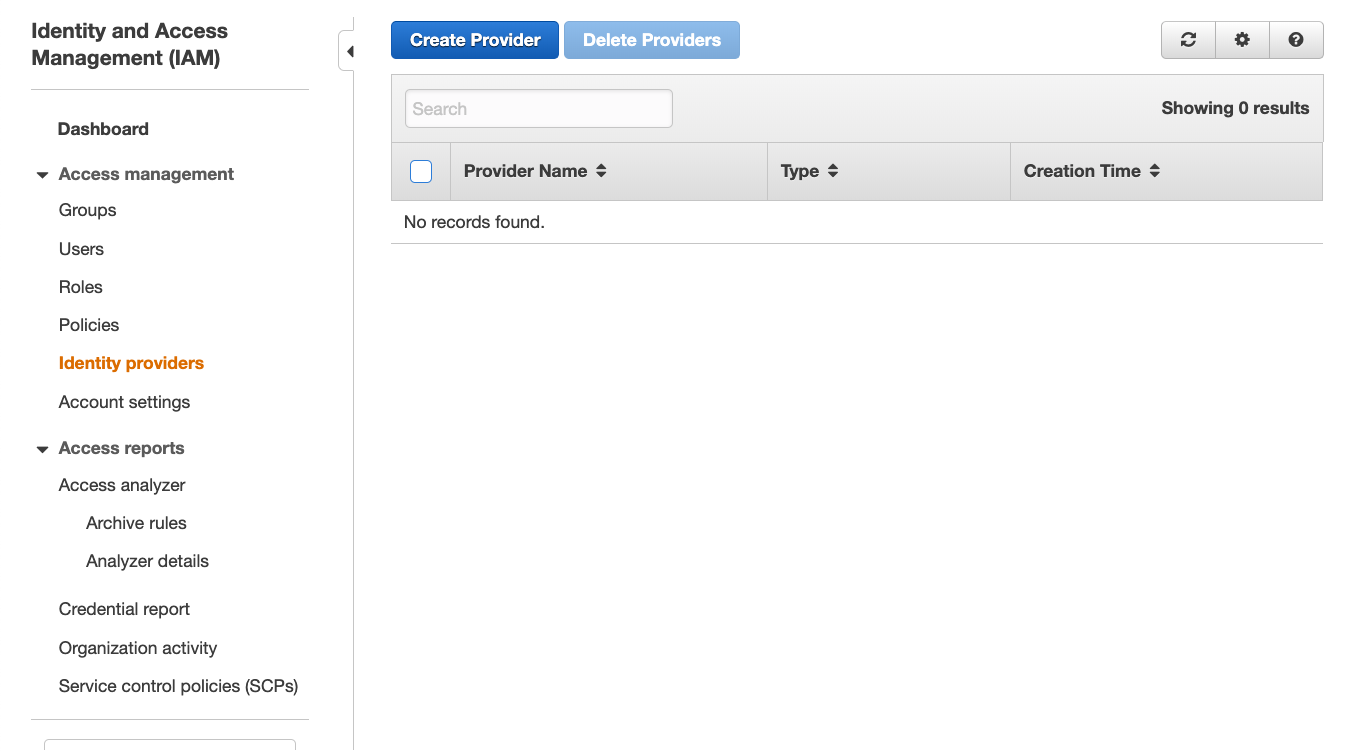 Identity and Access
Management (IAM)
Dashboard
Access management
Groups
Users
Roles
Policies
Identity providers
Account settings
Access reports
Access analyzer
Archive rules
Analyzer details
Credential report
Organization activity
Service control policies (SCPs)
Create Provider
Delete Providers
Search
Showing 0 results
Provider Name
Type
Creation Time
No records found.